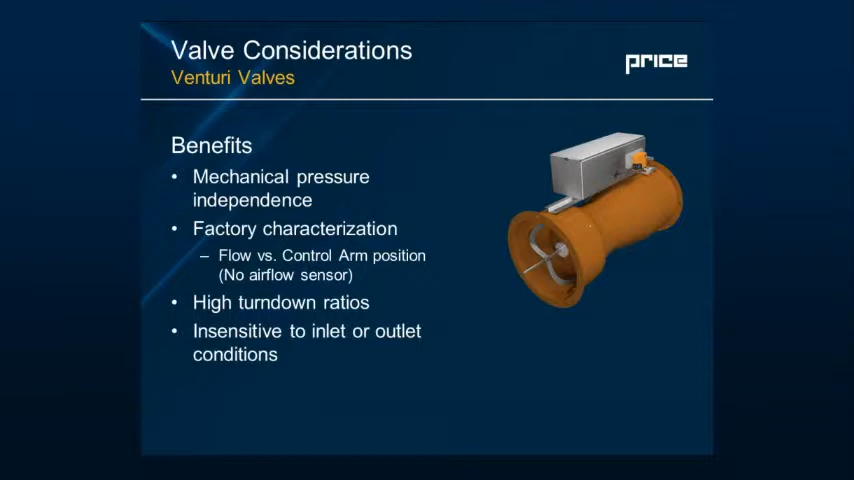 Valve Considerations
Venturi Valves
price
Benefits
• Mechanical pressure
independence
• Factory characterization
– Flow vs. Control Arm position
(No airflow sensor)
• High turndown ratios
• Insensitive to inlet or outlet
conditions